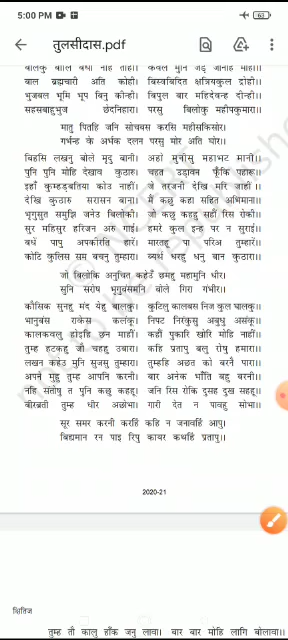 5:00 PM
63
तुलसीदास.pdf
बालकु बोलि बधौं नहि तोही। केवल मुनि जड़ जानहि मोही।।
बाल ब्रह्मचारी अति कोही। बिस्वबिदित क्षत्रियकुल द्रोही।।
भुजबल भूमि भूप बिनु कीन्ही। बिपुल बार महिदेवन्ह दीन्ही।।
सहसबाहुभुज छेदनिहारा। परसु बिलोकु महीपकुमारा।।
मातु पितहि जनि सोचबस करसि महीसकिसोर।
गर्भन्ह के अर्भक दलन परसु मोर अति घोर।।
बिहसि लखनु बोले मृदु बानी। अहो मुनीसु महाभट मानी।।
पुनि पुनि मोहि देखाव कुठारू। चहत उड़ावन फूँकि पहारू।।
इहाँ कुम्हड़बतिया कोउ नाहीं। जे तरजनी देखि मरि जाहीं।।
देखि कुठारु सरासन बाना। मैं कछु कहा सहित अभिमाना।।
भृगुसुत समुझि जनेउ बिलोकी। जो कछु कहहु सहौं रिस रोकी।।
सुर महिसुर हरिजन अरु गाई। हमरे कुल इन्ह पर न सुराई।।
बधें पापु अपकीरति हारें। मारतहू पा परिअ तुम्हारें।।
कोटि कुलिस सम बचनु तुम्हारा। ब्यर्थ धरहु धनु बान कुठारा।।
जो बिलोकि अनुचित कहेउँ छमहु महामुनि धीर।
सुनि सरोष भृगुबंसमनि बोले गिरा गंभीर।।
कौसिक सुनहु मंद येहु बालकु। कुटिलु कालबस निज कुल घालकु।।
भानुबंस राकेस कलंकू। निपट निरंकुसु अबुधु असंकू।।
कालकवलु होइहि छन माहीं। कहौं पुकारि खोरि मोहि नाहीं।।
तुम्ह हटकहु जौ चहहु उबारा। कहि प्रतापु बलु रोषु हमारा।।
लखन कहेउ मुनि सुजसु तुम्हारा। तुम्हहि अछत को बरनै पारा।।
अपने मुहु तुम्ह आपनि करनी। बार अनेक भाँति बहु बरनी।।
नहि संतोषु त पुनि कछु कहहू। जनि रिस रोकि दुसह दुख सहहू।।
बीरब्रती तुम्ह धीर अछोभा। गारी देत न पावहु सोभा।।
सूर समर करनी करहिं कहि न जनावहिं आपु।
बिद्यमान रन पाइ रिपु कायर कथहिं प्रतापु।।
2020-21
क्षितिज
तुम्ह तौ कालु हाँक जनु लावा। बार बार मोहि लागि बोलावा।।